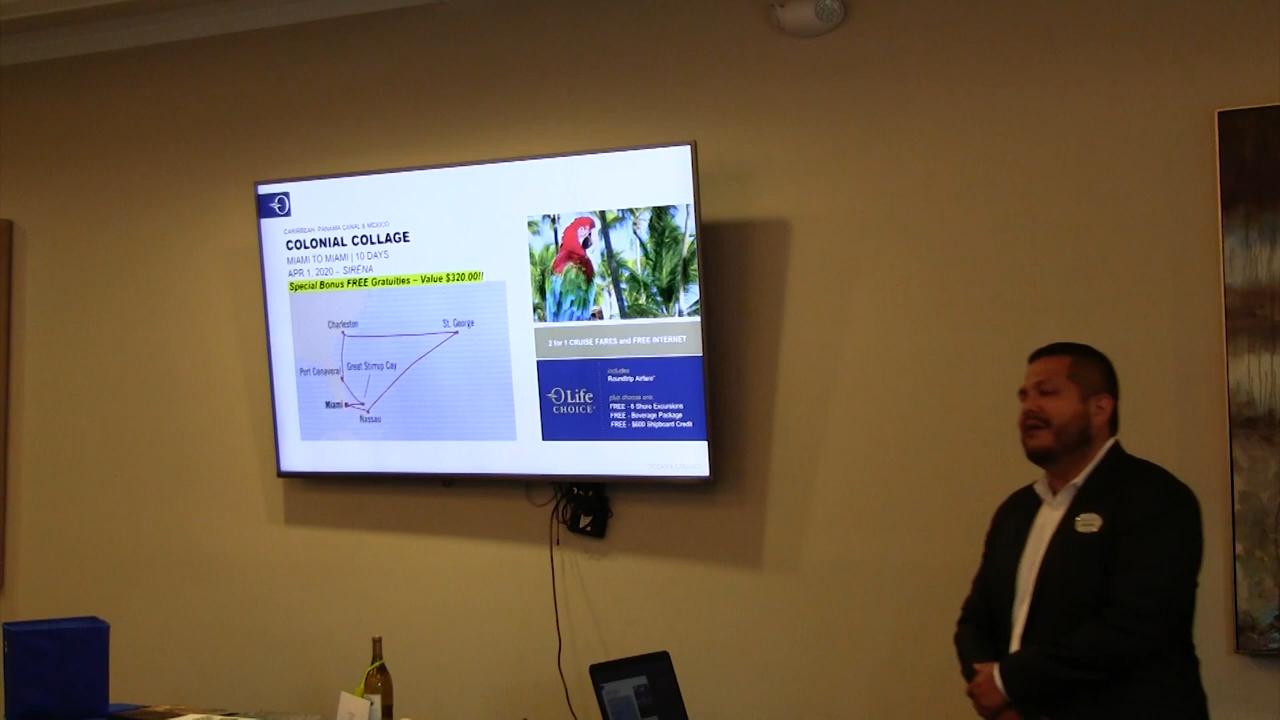 CARIBBEAN, PANAMA CANAL & MEXICO
COLONIAL COLLAGE
MIAMI TO MIAMI | 10 DAYS
APR 1, 2020 – SIRENA
Special Bonus FREE Gratuities – Value $320.00!!
Charleston
St. George
Port Canaveral
Great Stirrup Cay
Miami
Nassau
2 for 1 CRUISE FARES and FREE INTERNET
OLife
CHOICE
includes
Roundtrip Airfare*
plus choose one:
FREE - 6 Shore Excursions
FREE - Beverage Package
FREE - $600 Shipboard Credit